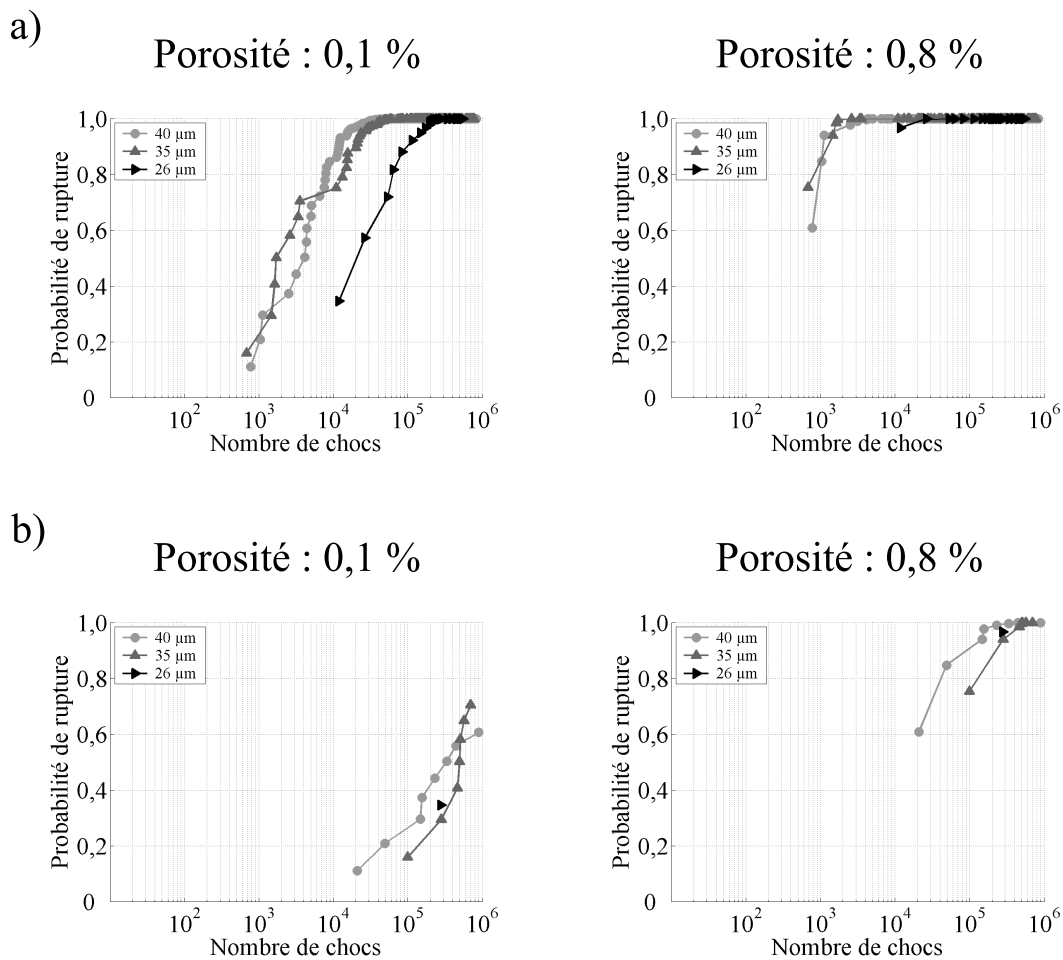 a)
Porosité : 0,1 %
Porosité : 0,8 %
1,0
0,8
0,6
0,4
0,2
0
Probabilité de rupture
40 µm
35 µm
26 µm
10² 10³ 10⁴ 10⁵ 10⁶
Nombre de chocs
1,0
0,8
0,6
0,4
0,2
0
Probabilité de rupture
40 µm
35 µm
26 µm
10² 10³ 10⁴ 10⁵ 10⁶
Nombre de chocs
b)
Porosité : 0,1 %
Porosité : 0,8 %
1,0
0,8
0,6
0,4
0,2
0
Probabilité de rupture
40 µm
35 µm
26 µm
10² 10³ 10⁴ 10⁵ 10⁶
Nombre de chocs
1,0
0,8
0,6
0,4
0,2
0
Probabilité de rupture
40 µm
35 µm
26 µm
10² 10³ 10⁴ 10⁵ 10⁶
Nombre de chocs